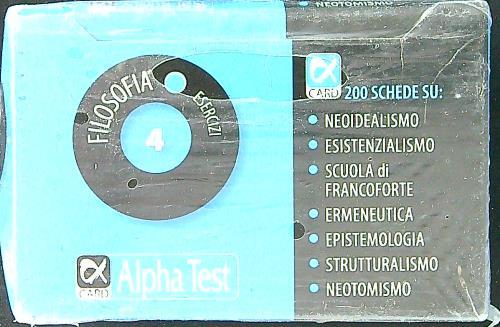 NEOTOMISMO
FILOSOFIA
ESERCIZI
4
α
CARD
Alpha Test
α
CARD
200 SCHEDE SU:
• NEOIDEALISMO
• ESISTENZIALISMO
• SCUOLA di
FRANCOFORTE
• ERMENEUTICA
• EPISTEMOLOGIA
• STRUTTURALISMO
• NEOTOMISMO